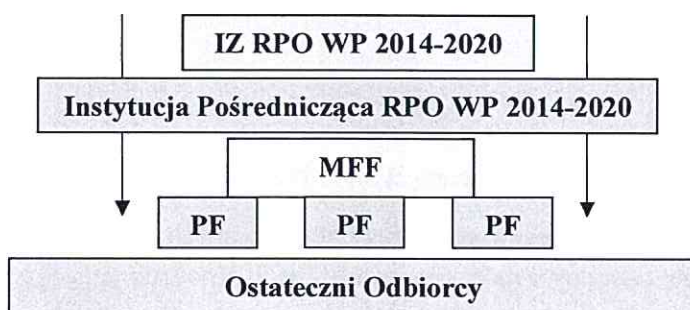 IZ RPO WP 2014-2020
Instytucja Pośrednicząca RPO WP 2014-2020
MFF
PF PF PF
Ostateczni Odbiorcy